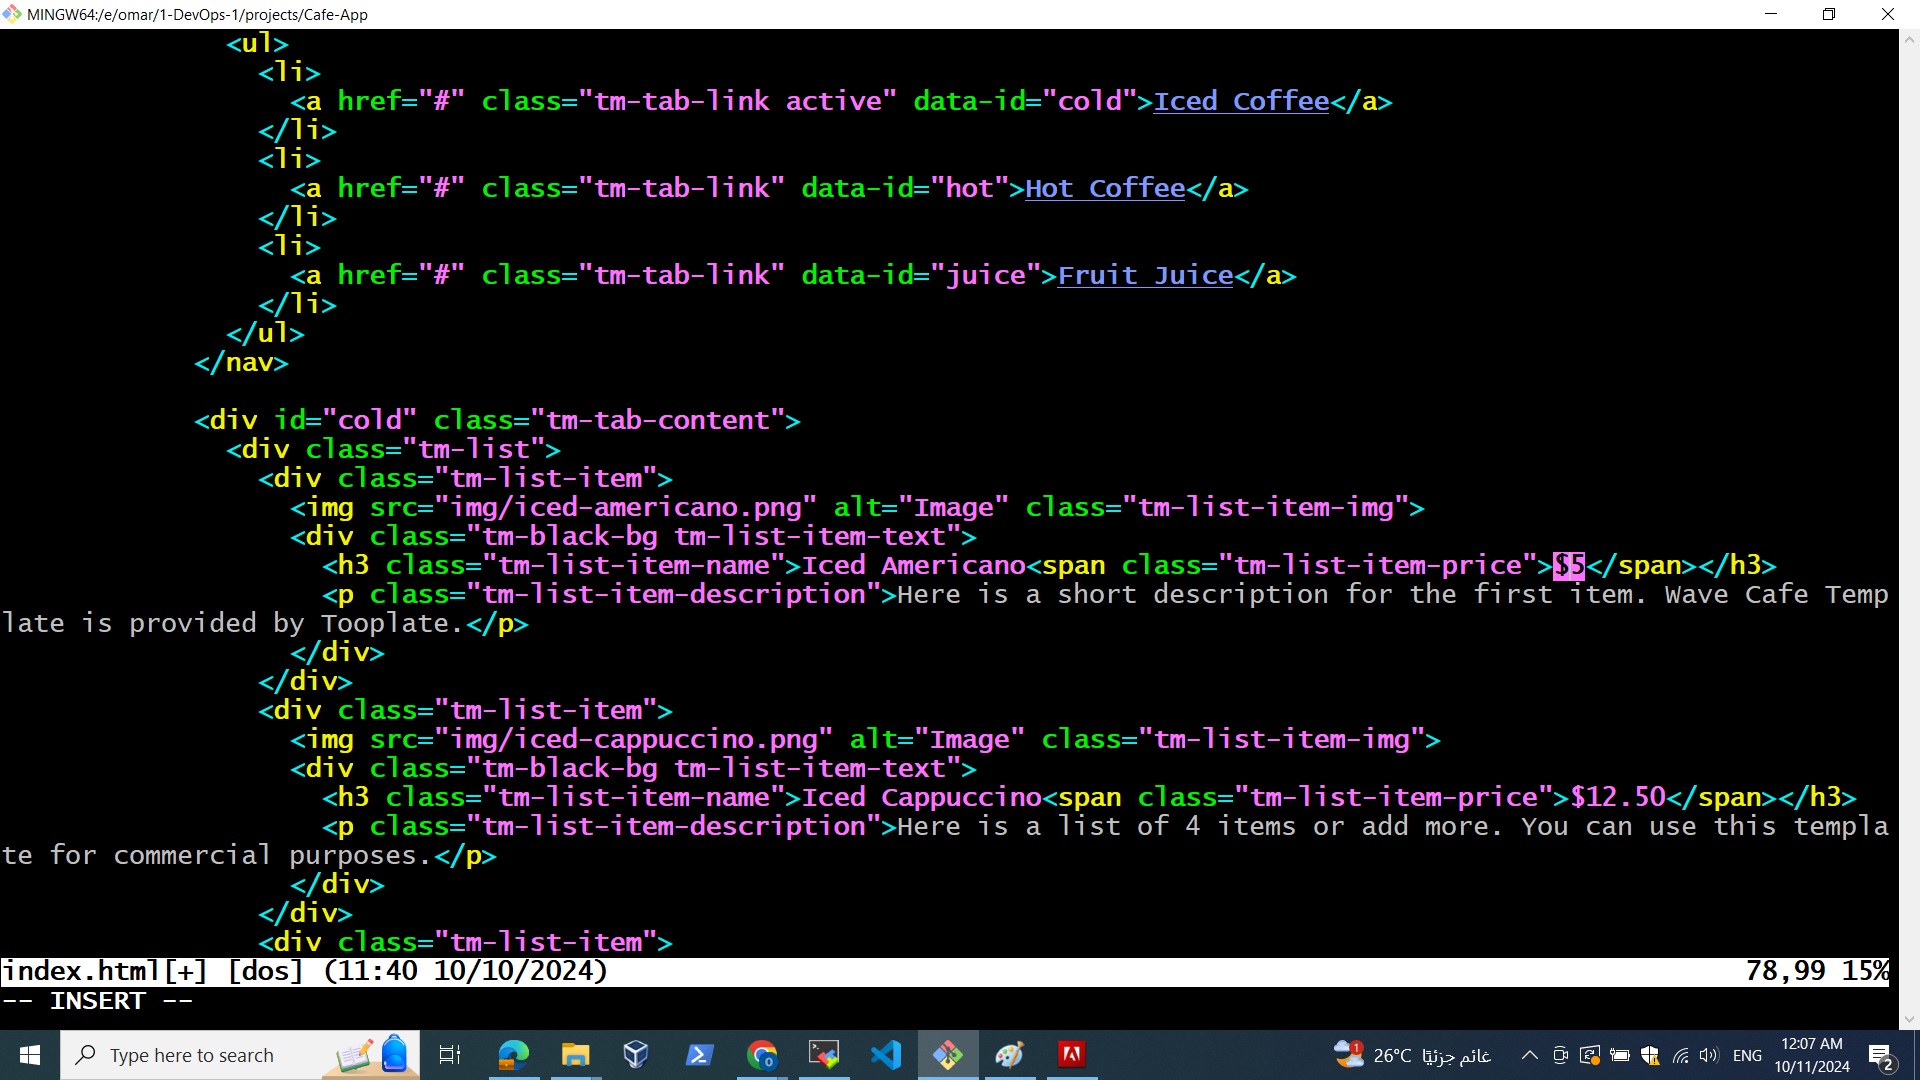 MINGW64:/e/omar/1-DevOps-1/projects/Cafe-App
<ul>
<li>
<a href="#" class="tm-tab-link active" data-id="cold">Iced Coffee</a>
</li>
<li>
<a href="#" class="tm-tab-link" data-id="hot">Hot Coffee</a>
</li>
<li>
<a href="#" class="tm-tab-link" data-id="juice">Fruit Juice</a>
</li>
</ul>
</nav>
<div id="cold" class="tm-tab-content">
<div class="tm-list">
<div class="tm-list-item">
<img src="img/iced-americano.png" alt="Image" class="tm-list-item-img">
<div class="tm-black-bg tm-list-item-text">
<h3 class="tm-list-item-name">Iced Americano<span class="tm-list-item-price">$5</span></h3>
<p class="tm-list-item-description">Here is a short description for the first item. Wave Cafe Temp
late is provided by Tooplate.</p>
</div>
</div>
<div class="tm-list-item">
<img src="img/iced-cappuccino.png" alt="Image" class="tm-list-item-img">
<div class="tm-black-bg tm-list-item-text">
<h3 class="tm-list-item-name">Iced Cappuccino<span class="tm-list-item-price">$12.50</span></h3>
<p class="tm-list-item-description">Here is a list of 4 items or add more. You can use this templa
te for commercial purposes.</p>
</div>
</div>
<div class="tm-list-item">
index.html[+] [dos] (11:40 10/10/2024) 78,99 15%
-- INSERT --
Type here to search
1
26°C غائم جزئيًا
ENG
12:07 AM
10/11/2024
2